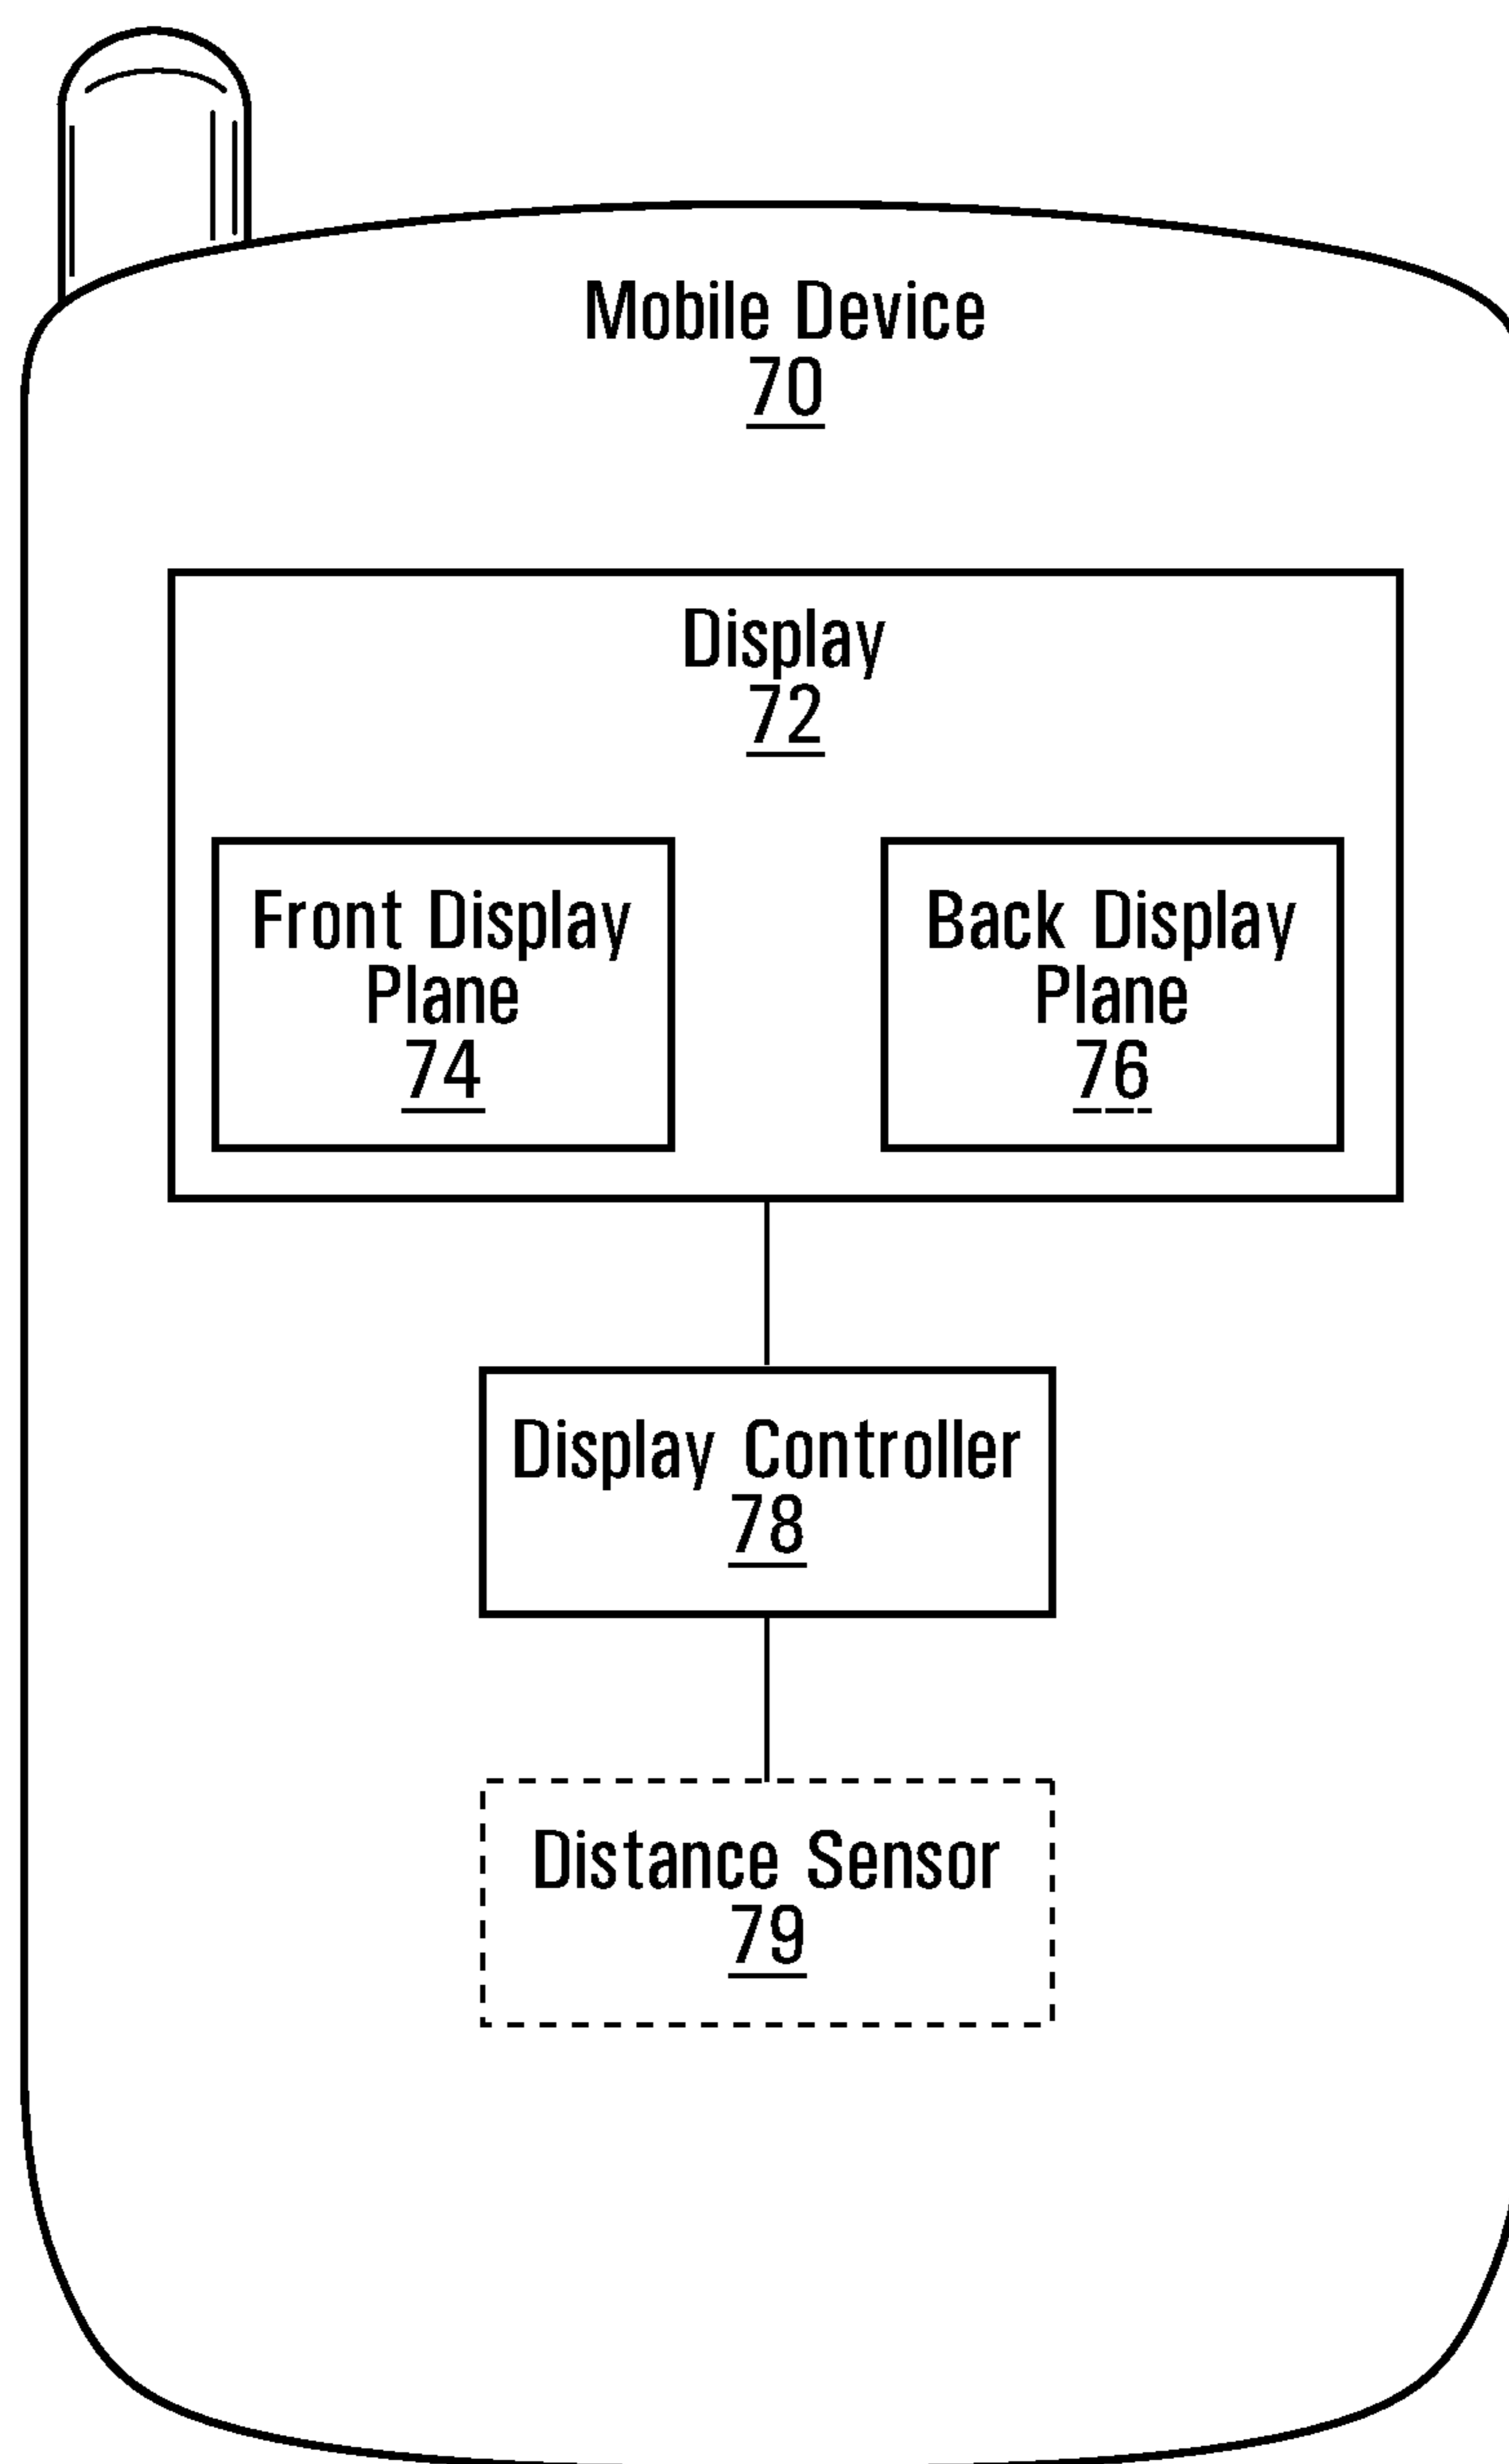 Mobile Device
70
Display
72
Front Display
Plane
74
Back Display
Plane
76
Display Controller
78
Distance Sensor
79